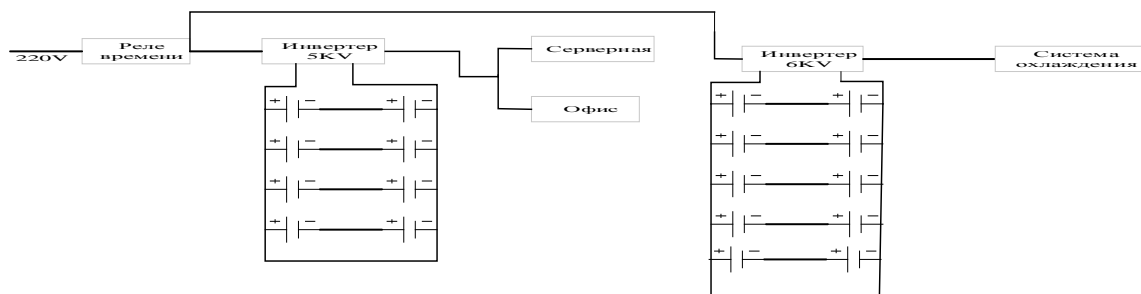 220V
Реле
времени
Инвертер
5KV
Серверная
Офис
Инвертер
6KV
Система
охлаждения
+ − + −
+ − + −
+ − + −
+ − + −
+ − + −
+ − + −
+ − + −
+ − + −
+ − + −